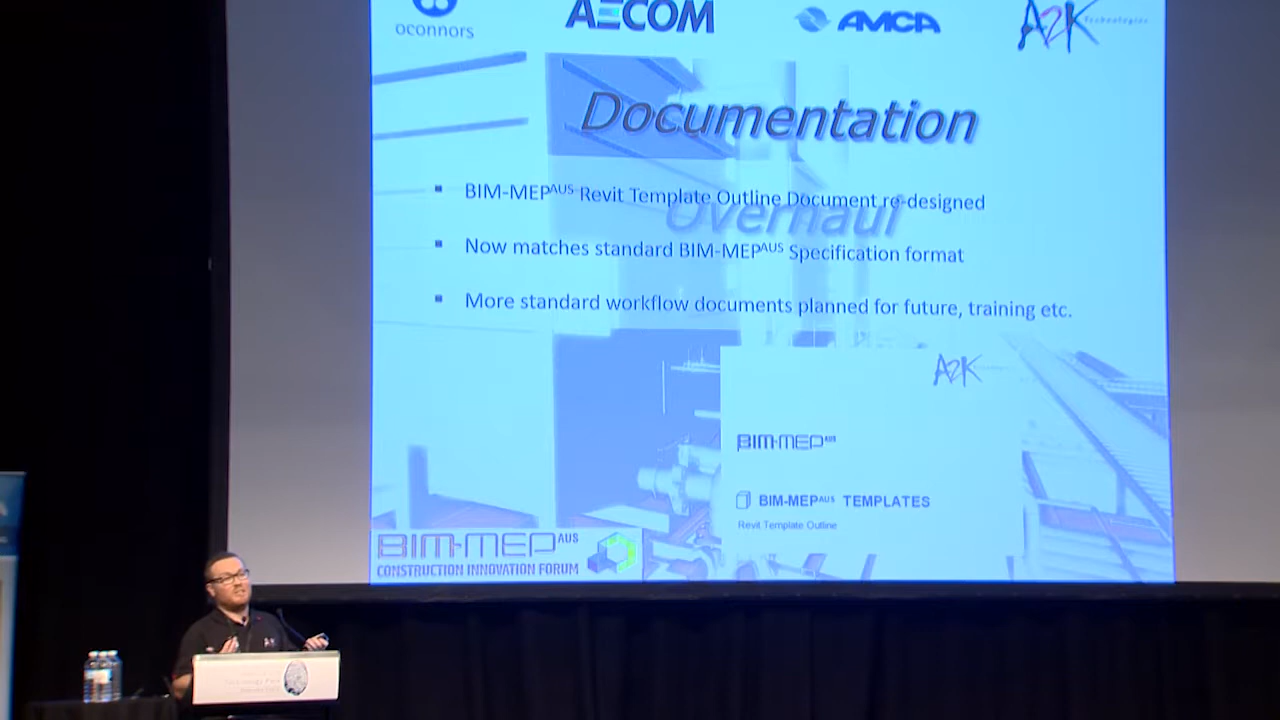 oconnors
AECOM
AMCA
A2K Technologies
Documentation
Overhaul
▪ BIM-MEPAUS Revit Template Outline Document re-designed
▪ Now matches standard BIM-MEPAUS Specification format
▪ More standard workflow documents planned for future, training etc.
A2K
BIM-MEPAUS
BIM-MEPAUS TEMPLATES
Revit Template Outline
BIM-MEPAUS
CONSTRUCTION INNOVATION FORUM
A2K